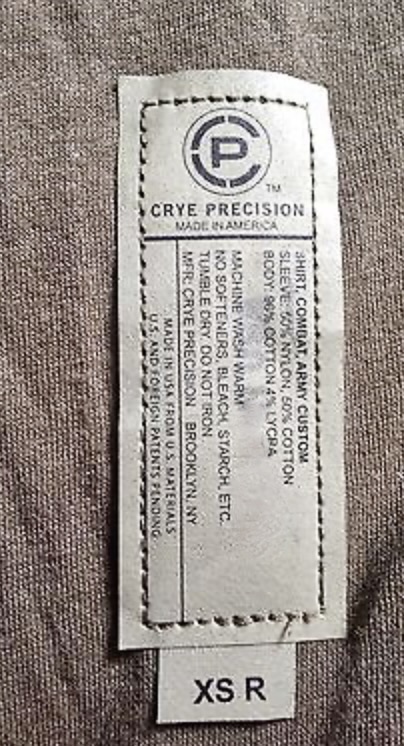 CP
TM
CRYE PRECISION
MADE IN AMERICA
SHIRT, COMBAT, ARMY CUSTOM
SLEEVE: 50% NYLON, 50% COTTON
BODY: 96% COTTON 4% LYCRA
MACHINE WASH WARM
NO SOFTENERS, BLEACH, STARCH, ETC.
TUMBLE DRY DO NOT IRON
MFR: CRYE PRECISION BROOKLYN, NY
MADE IN USA FROM U.S. MATERIALS
U.S. AND FOREIGN PATENTS PENDING
XS R